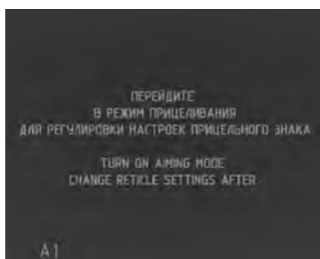 ПЕРЕЙДИТЕ
В РЕЖИМ ПРИЦЕЛИВАНИЯ
ДЛЯ РЕГУЛИРОВКИ НАСТРОЕК ПРИЦЕЛЬНОГО ЗНАКА
TURN ON AIMING MODE
CHANGE RETICLE SETTINGS AFTER
A1